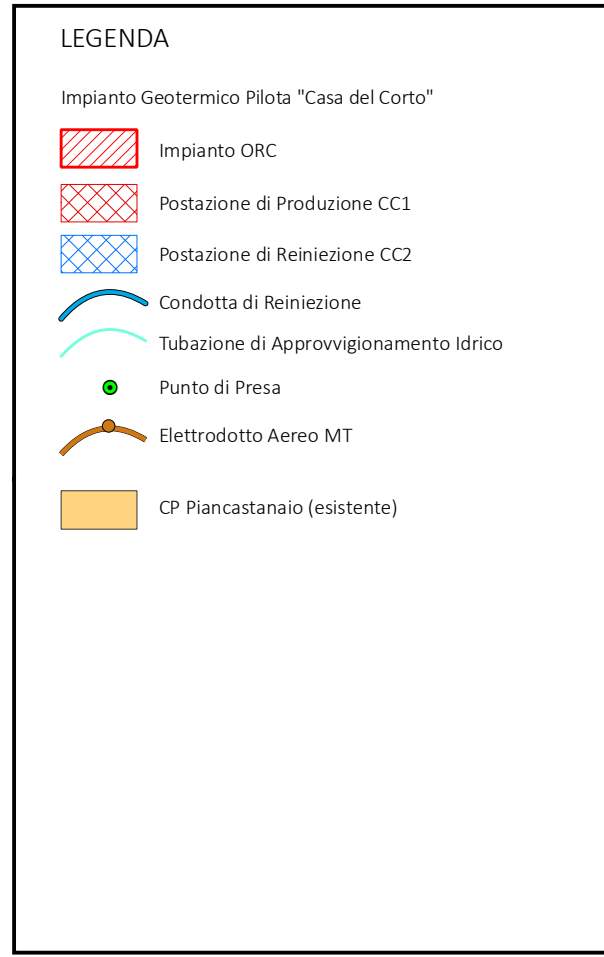 LEGENDA
Impianto Geotermico Pilota "Casa del Corto"
Impianto ORC
Postazione di Produzione CC1
Postazione di Reiniezione CC2
Condotta di Reiniezione
Tubazione di Approvvigionamento Idrico
Punto di Presa
Elettrodotto Aereo MT
CP Piancastanaio (esistente)